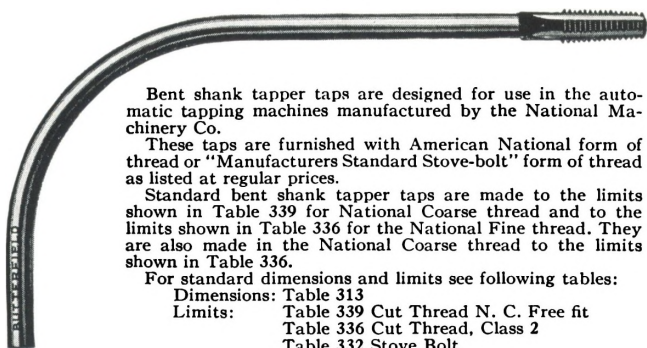 Bent shank tapper taps are designed for use in the auto-
matic tapping machines manufactured by the National Ma-
chinery Co.
These taps are furnished with American National form of
thread or “Manufacturers Standard Stove-bolt” form of thread
as listed at regular prices.
Standard bent shank tapper taps are made to the limits
shown in Table 339 for National Coarse thread and to the
limits shown in Table 336 for the National Fine thread. They
are also made in the National Coarse thread to the limits
shown in Table 336.
For standard dimensions and limits see following tables:
Dimensions: Table 313
Limits: Table 339 Cut Thread N. C. Free fit
Table 336 Cut Thread, Class 2
Table 332 Stove Bolt
BUTTERFIELD